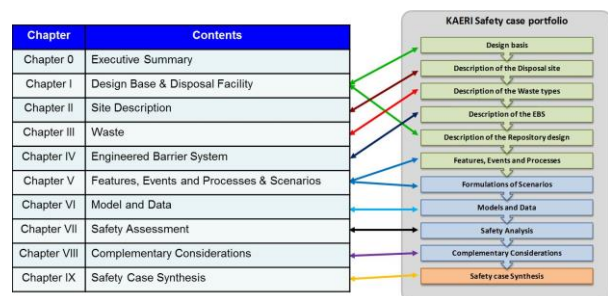 Chapter Contents
Chapter 0 Executive Summary
Chapter I Design Base & Disposal Facility
Chapter II Site Description
Chapter III Waste
Chapter IV Engineered Barrier System
Chapter V Features, Events and Processes & Scenarios
Chapter VI Model and Data
Chapter VII Safety Assessment
Chapter VIII Complementary Considerations
Chapter IX Safety Case Synthesis
KAERI Safety case portfolio
Design basis
Description of the Disposal site
Description of the Waste types
Description of the EBS
Description of the Repository design
Features, Events and Processes
Formulations of Scenarios
Models and Data
Safety Analysis
Complementary Considerations
Safety case Synthesis